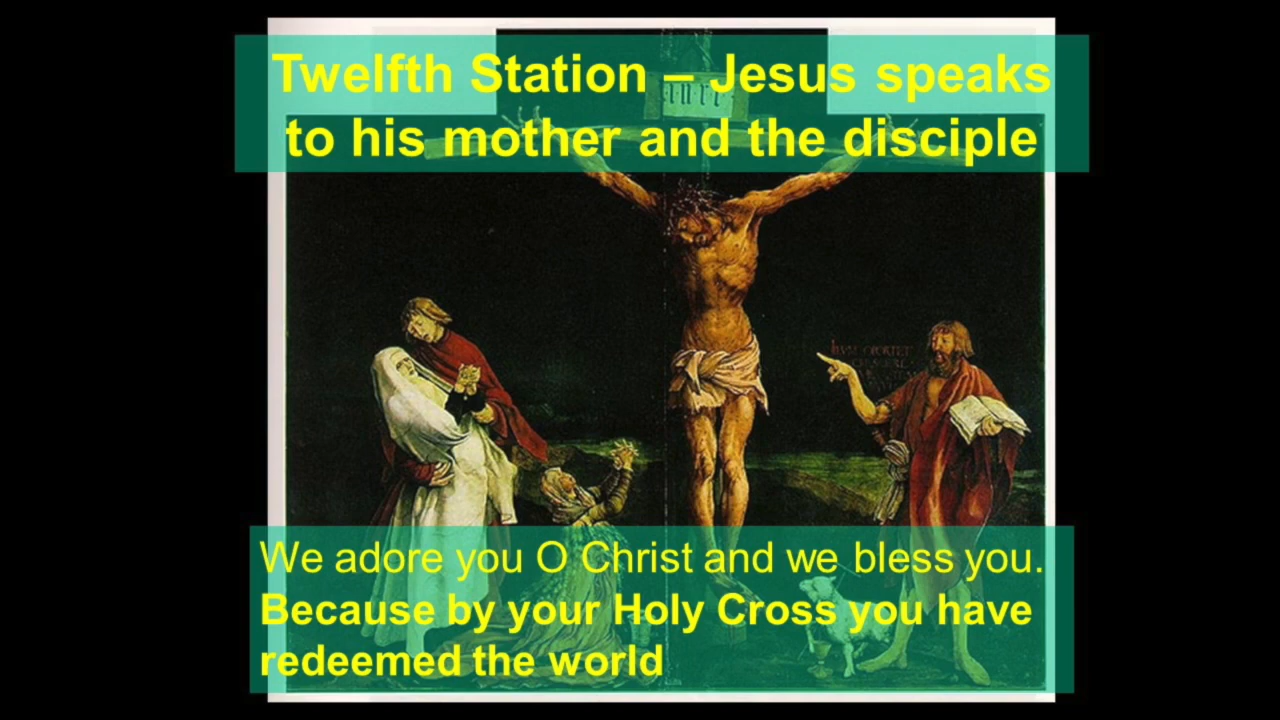 Twelfth Station – Jesus speaks
to his mother and the disciple
We adore you O Christ and we bless you.
Because by your Holy Cross you have
redeemed the world